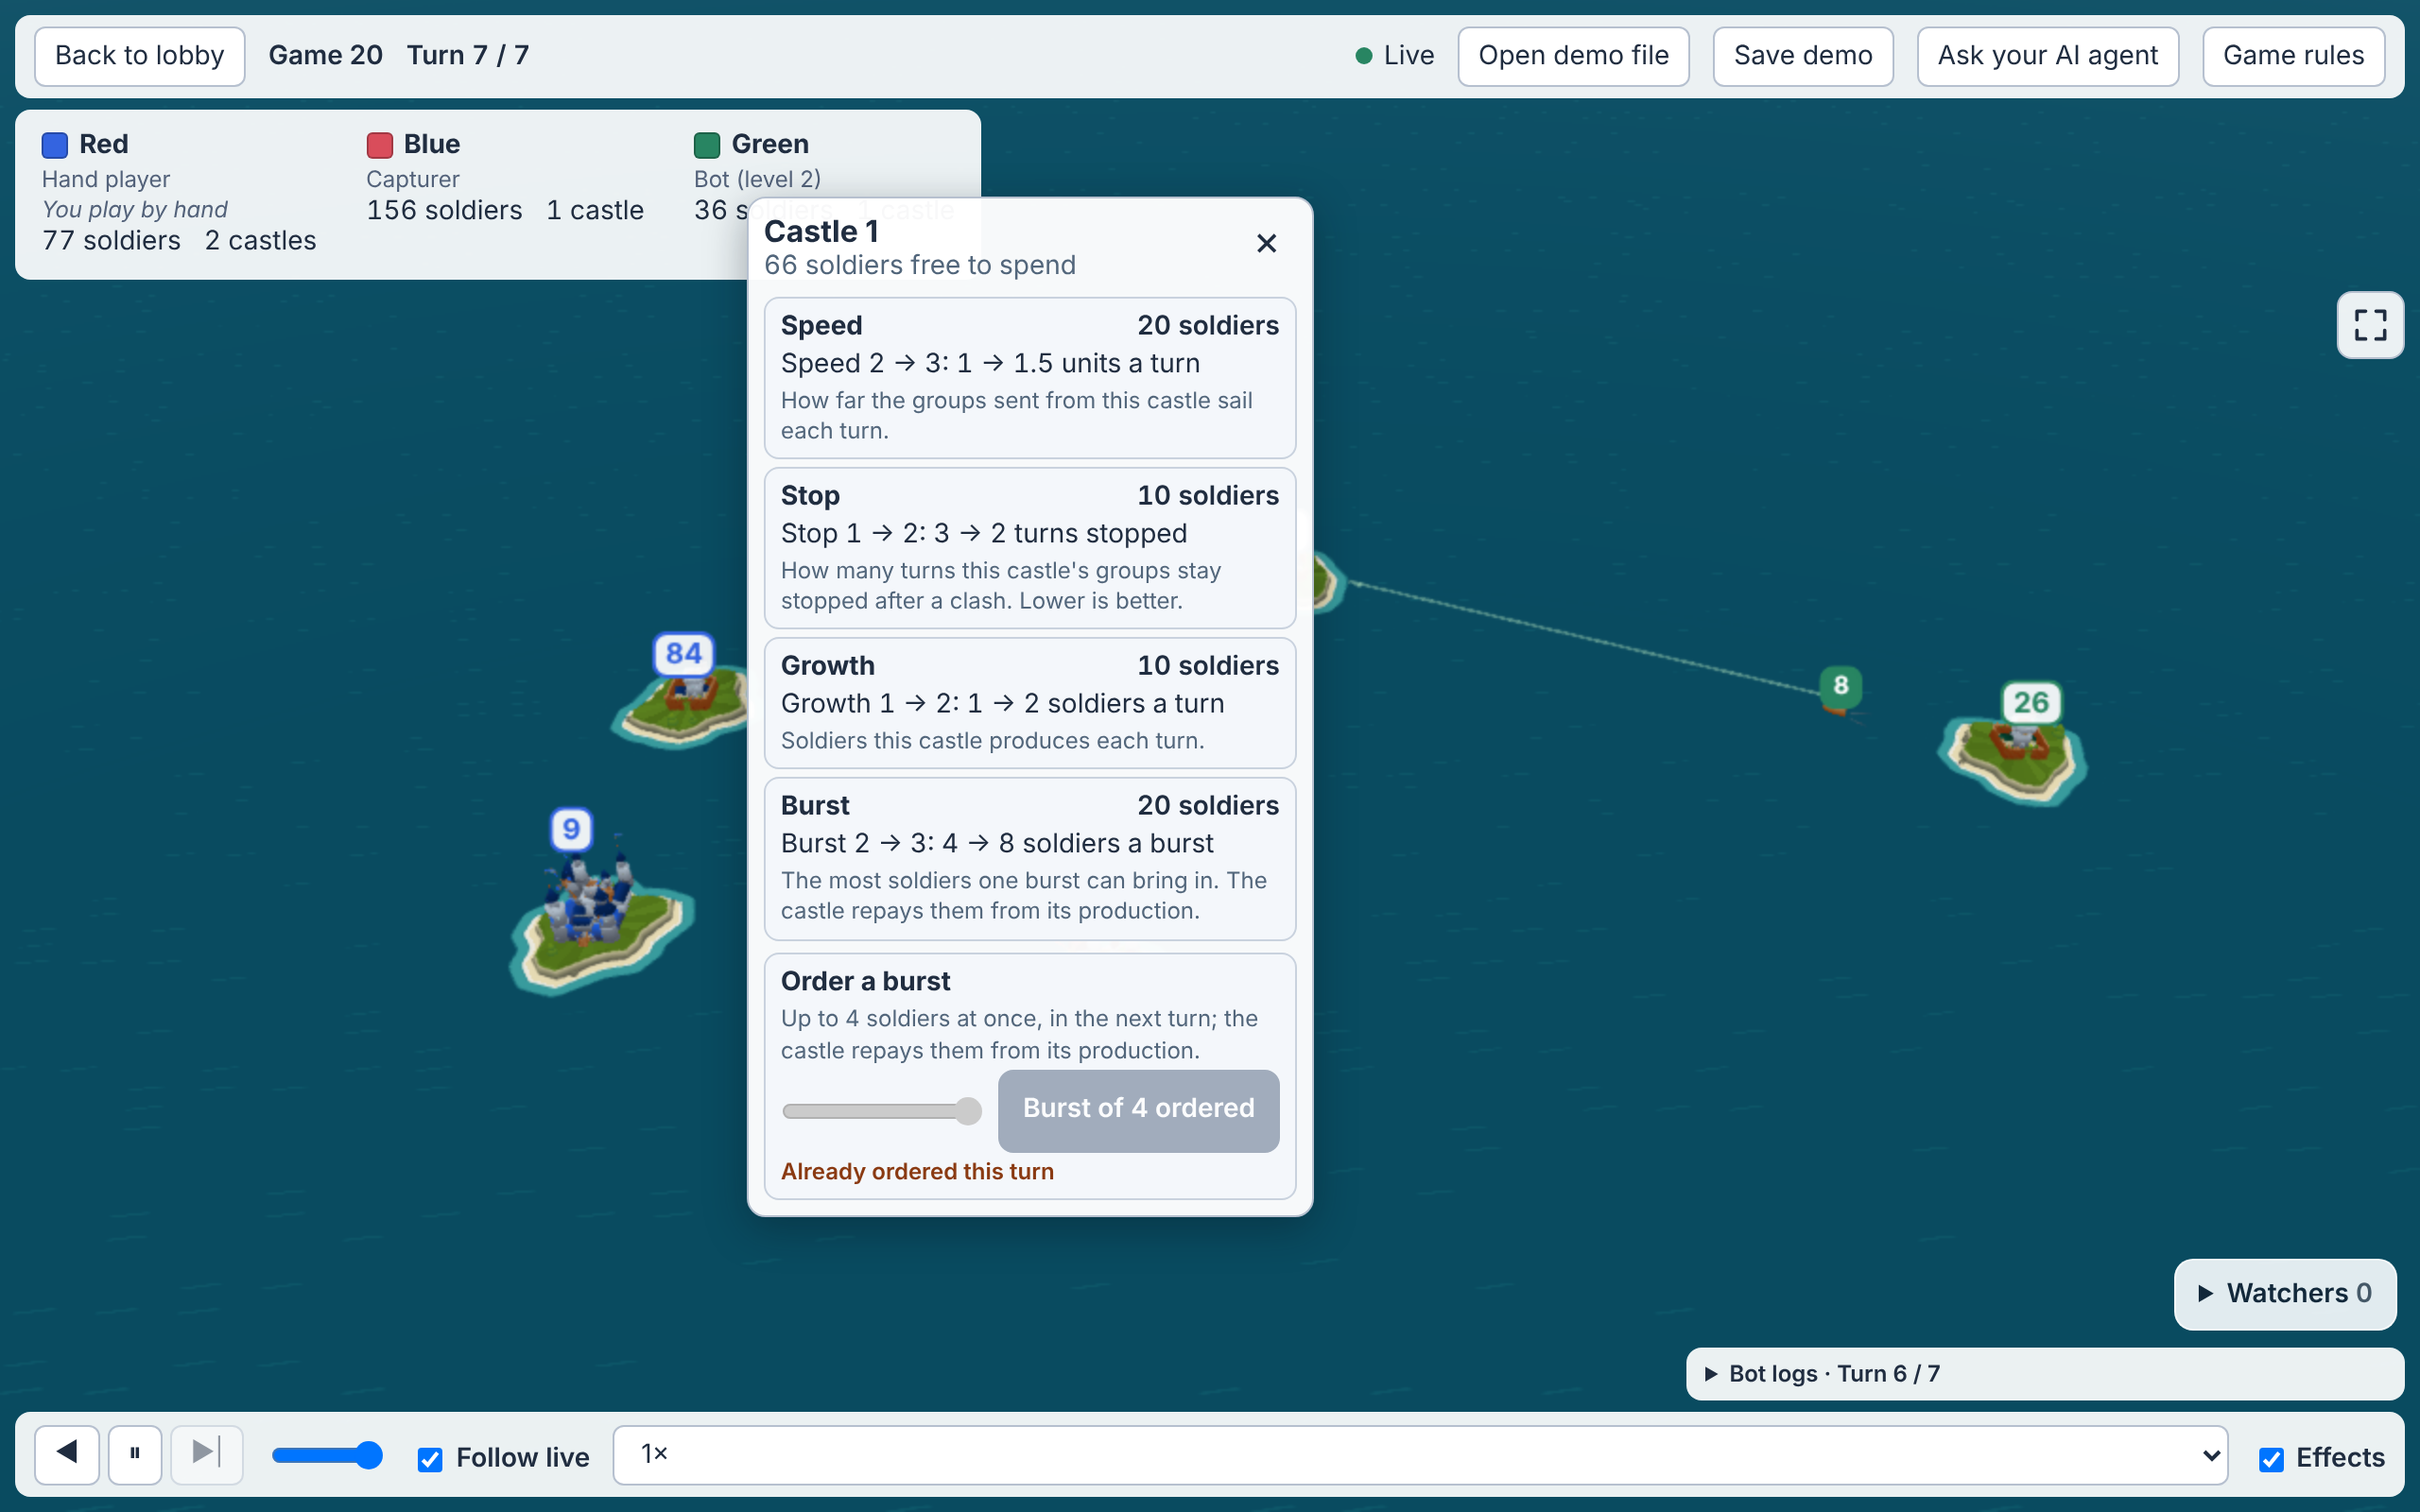 Back to lobby Game 20 Turn 7 / 7 Live Open demo file Save demo Ask your AI agent Game rules
Red Blue Green
Hand player Capturer Bot (level 2)
You play by hand 156 soldiers 1 castle 36 soldiers 1 castle
77 soldiers 2 castles
Castle 1
66 soldiers free to spend
Speed 20 soldiers
Speed 2 → 3: 1 → 1.5 units a turn
How far the groups sent from this castle sail
each turn.
Stop 10 soldiers
Stop 1 → 2: 3 → 2 turns stopped
How many turns this castle's groups stay
stopped after a clash. Lower is better.
Growth 10 soldiers
Growth 1 → 2: 1 → 2 soldiers a turn
Soldiers this castle produces each turn.
Burst 20 soldiers
Burst 2 → 3: 4 → 8 soldiers a burst
The most soldiers one burst can bring in. The
castle repays them from its production.
Order a burst
Up to 4 soldiers at once, in the next turn; the
castle repays them from its production.
Burst of 4 ordered
Already ordered this turn
84
8
26
9
Watchers 0
Bot logs · Turn 6 / 7
Follow live 1× Effects